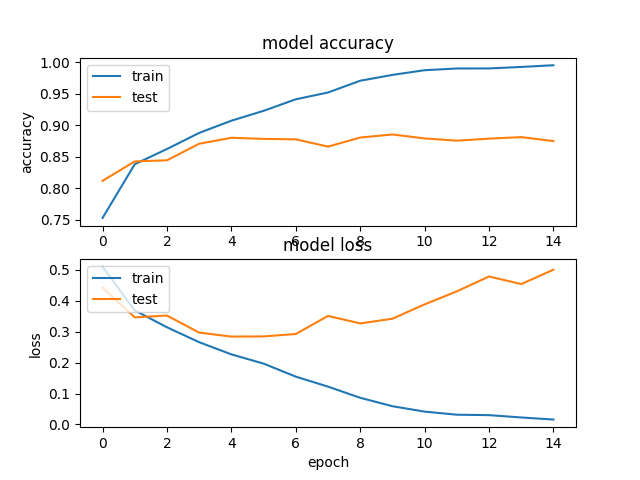 model accuracy
1.00
0.95
0.90
0.85
0.80
0.75
accuracy
train
test
0 2 4 6 8 10 12 14
model loss
0.5
0.4
0.3
0.2
0.1
0.0
loss
train
test
0 2 4 6 8 10 12 14
epoch